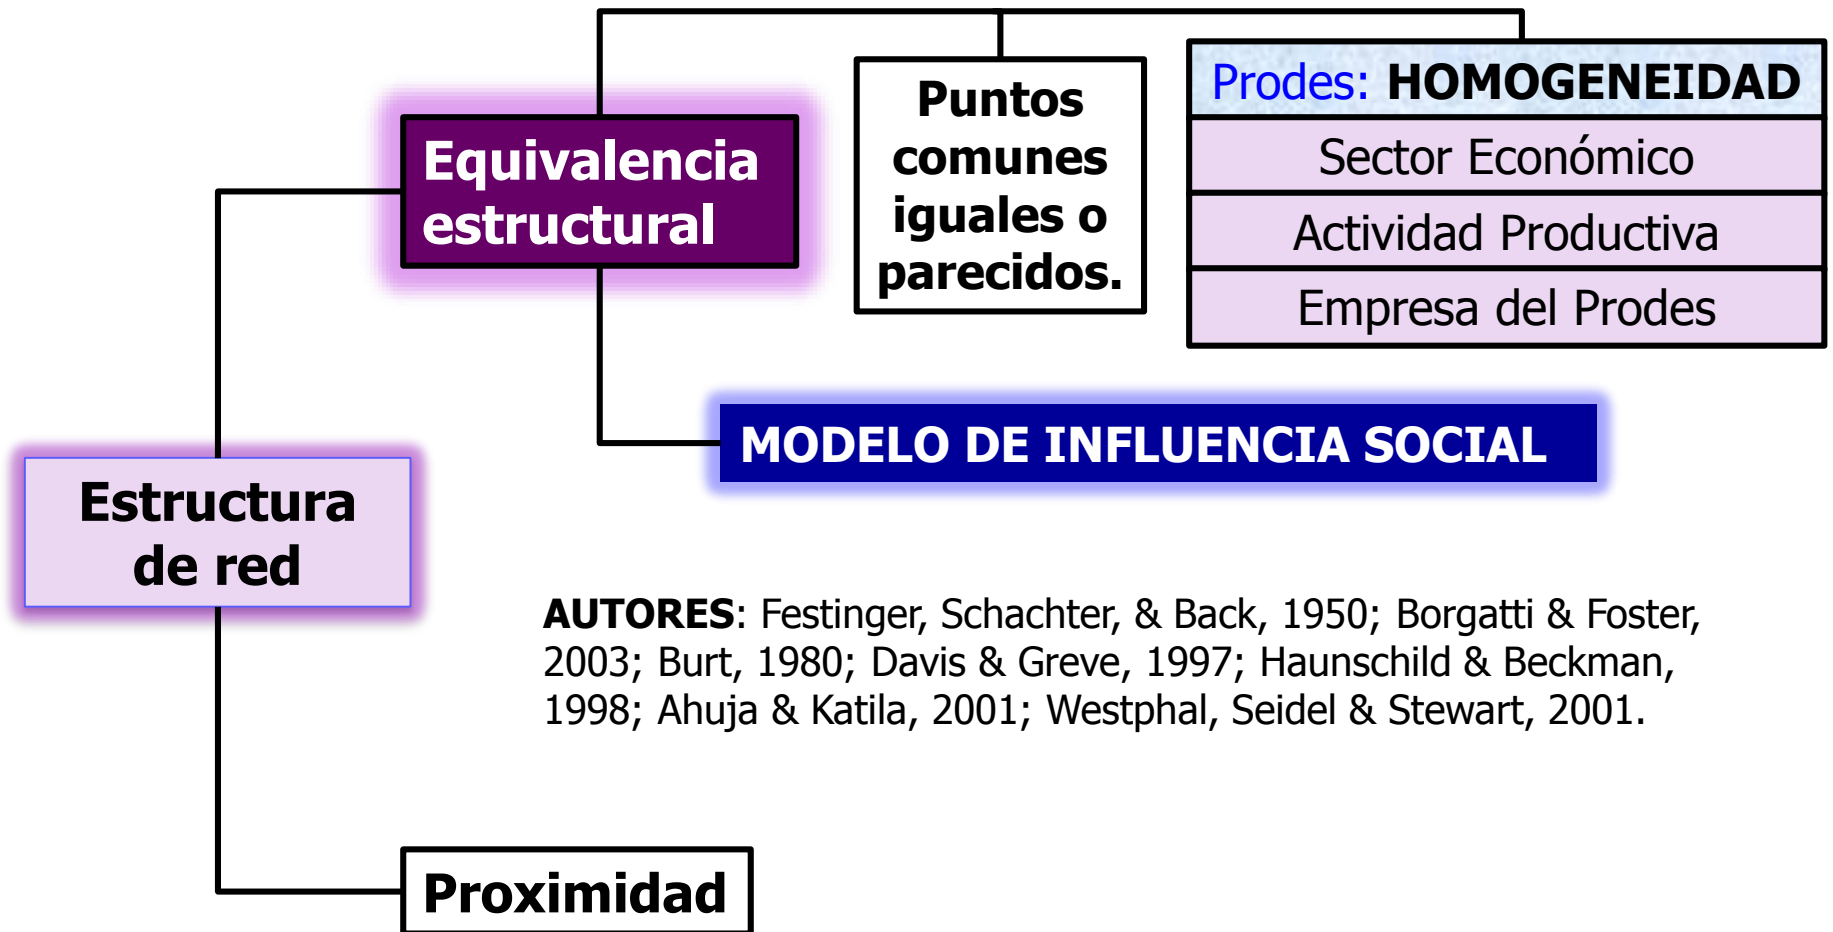 Equivalencia
estructural
Puntos
comunes
iguales o
parecidos.
Prodes: HOMOGENEIDAD
Sector Económico
Actividad Productiva
Empresa del Prodes
MODELO DE INFLUENCIA SOCIAL
Estructura
de red
AUTORES: Festinger, Schachter, & Back, 1950; Borgatti & Foster,
2003; Burt, 1980; Davis & Greve, 1997; Haunschild & Beckman,
1998; Ahuja & Katila, 2001; Westphal, Seidel & Stewart, 2001.
Proximidad